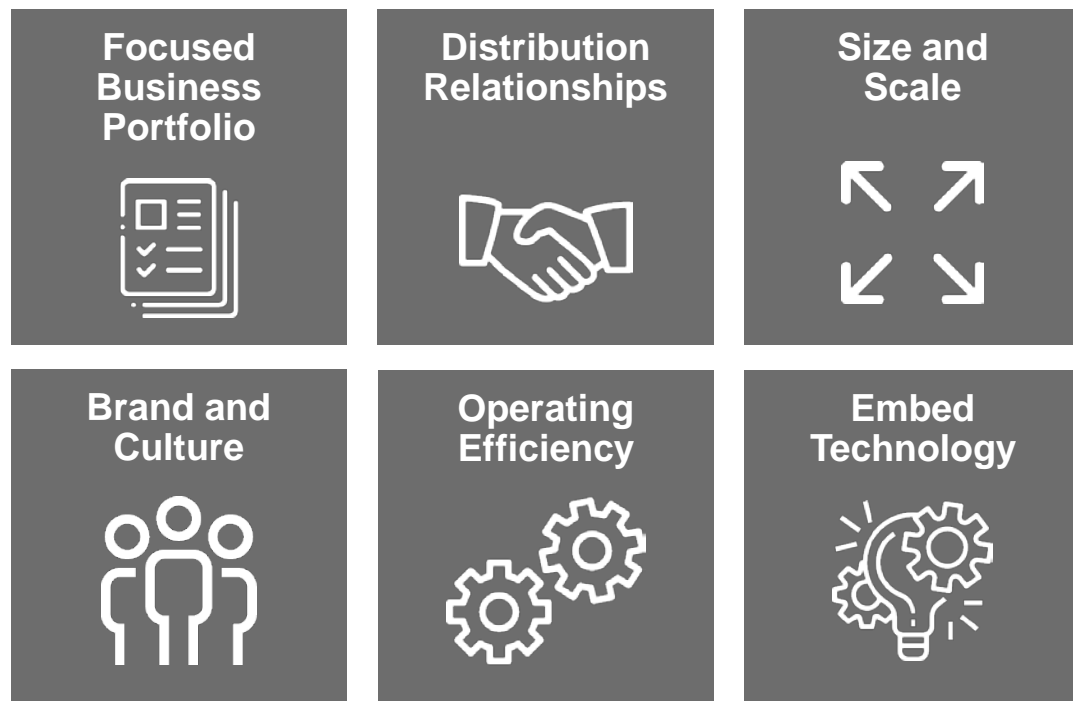 Focused
Business
Portfolio
Distribution
Relationships
Size and
Scale
Brand and
Culture
Operating
Efficiency
Embed
Technology